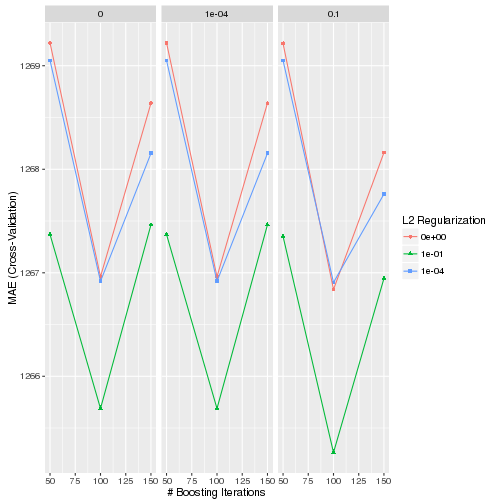 0 1e-04 0.1
1269
1268
1267
1266
MAE (Cross-Validation)
50 75 100 125 150 50 75 100 125 150 50 75 100 125 150
# Boosting Iterations
L2 Regularization
0e+00
1e-01
1e-04